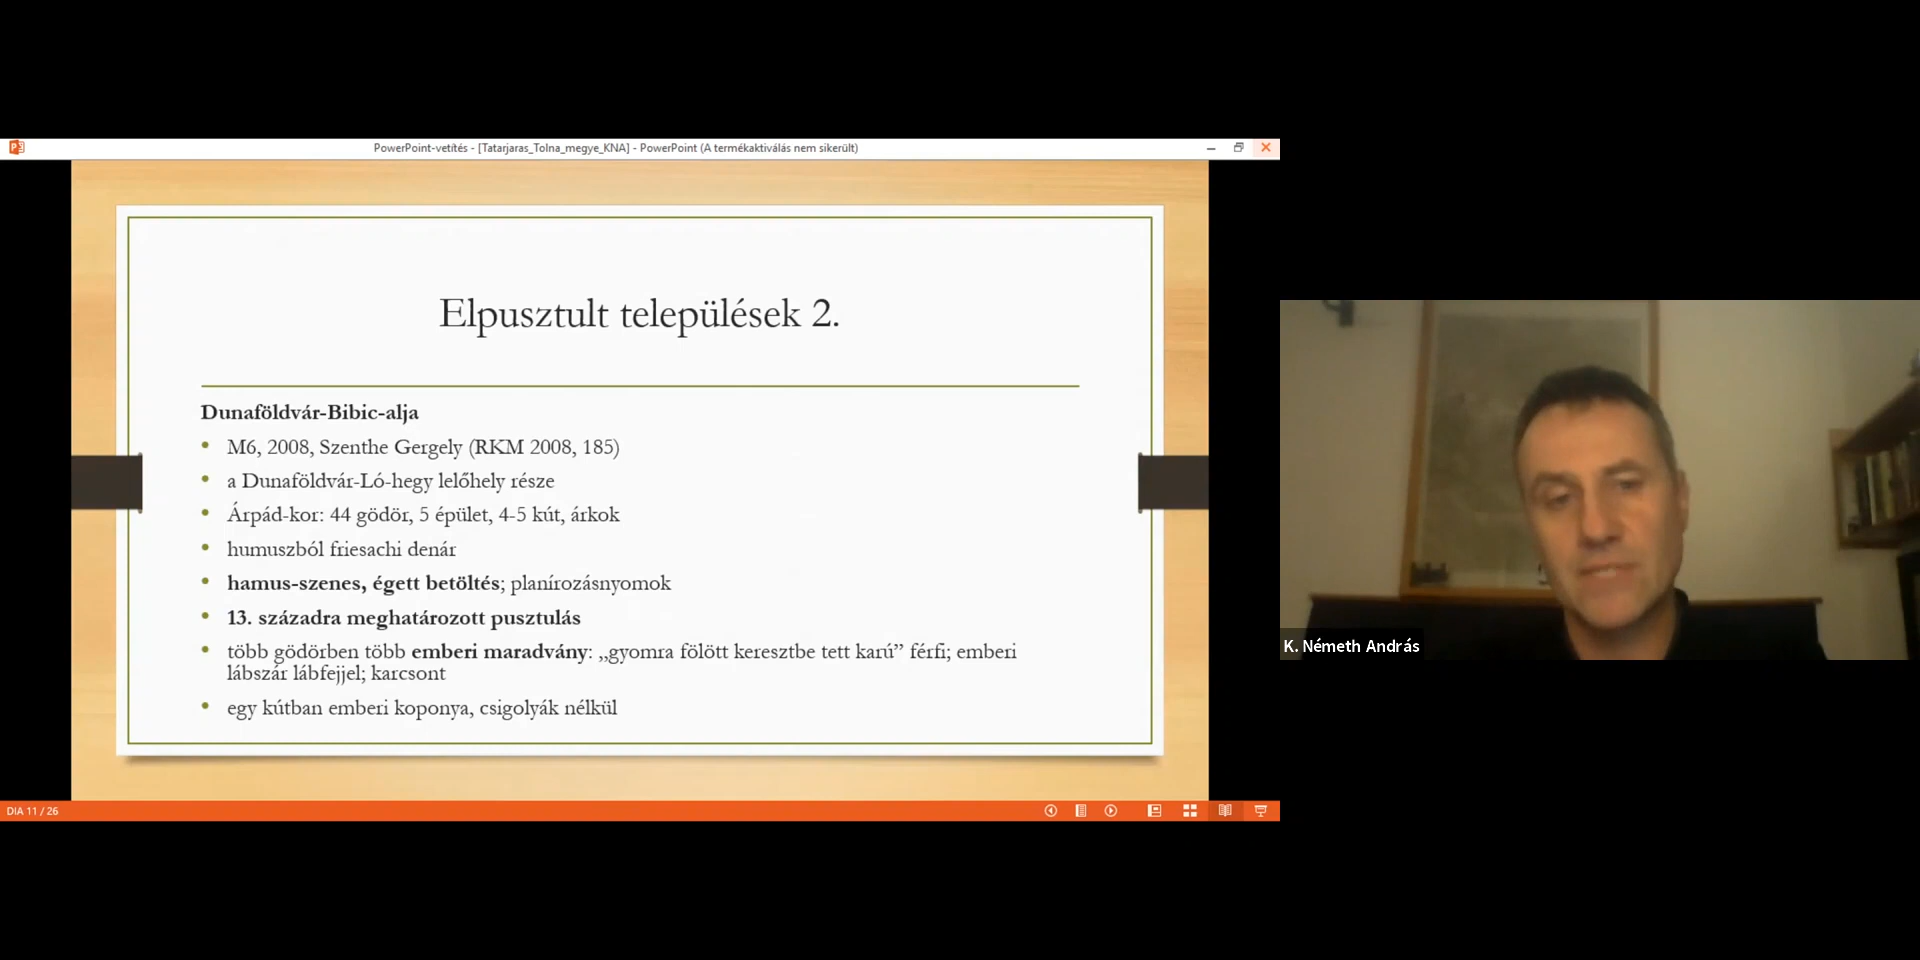 PowerPoint-vetítés - [Tatarjaras_Tolna_megye_KNA] - PowerPoint (A termékaktiválás nem sikerült)
Elpusztult települések 2.
Dunaföldvár-Bibic-alja
• M6, 2008, Szenthe Gergely (RKM 2008, 185)
• a Dunaföldvár-Ló-hegy lelőhely része
• Árpád-kor: 44 gödör, 5 épület, 4-5 kút, árkok
• humuszból friesachi denár
• hamus-szenes, égett betöltés; planírozásnyomok
• 13. századra meghatározott pusztulás
• több gödörben több emberi maradvány: „gyomra fölött keresztbe tett karú” férfi; emberi
lábszár lábfejjel; karcsont
• egy kútban emberi koponya, csigolyák nélkül
K. Németh András
DIA 11 / 26